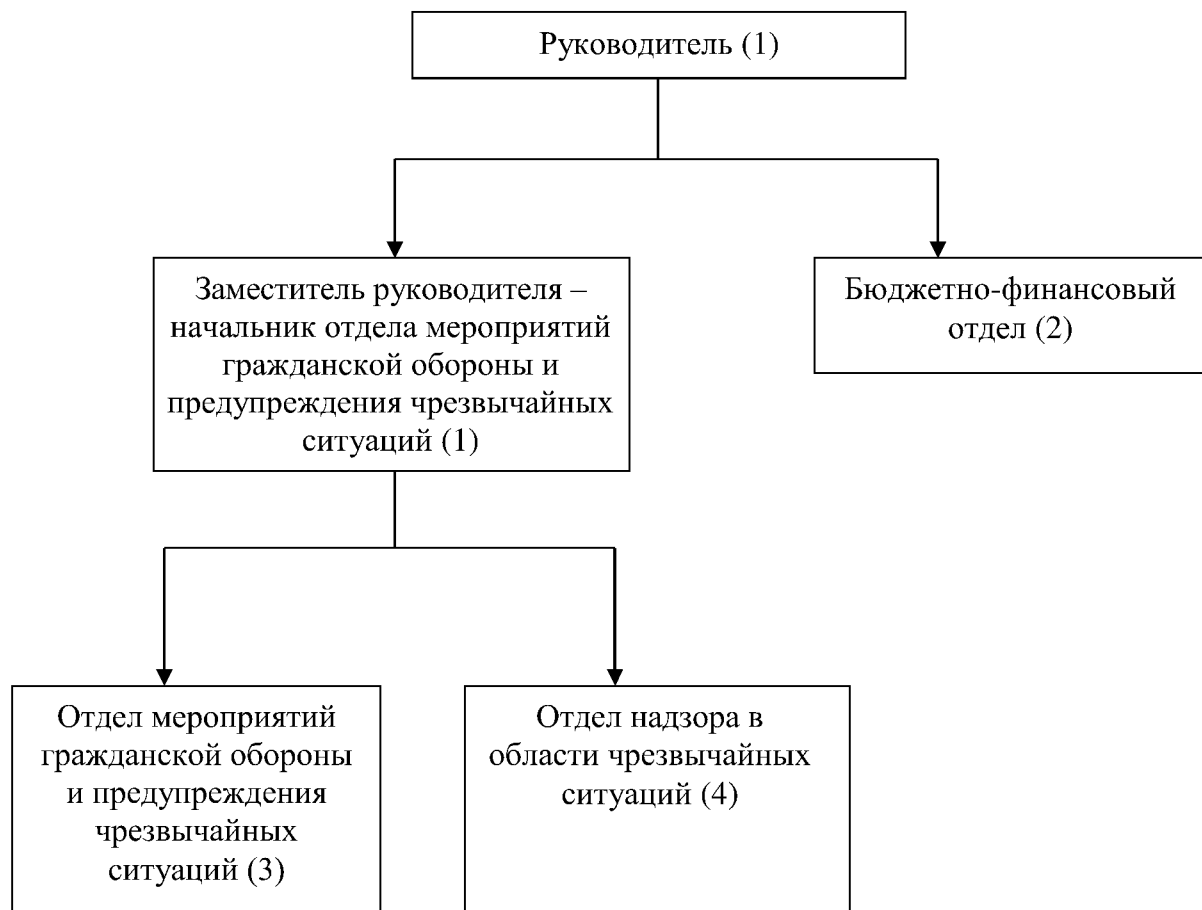 Руководитель (1)
Заместитель руководителя –
начальник отдела мероприятий
гражданской обороны и
предупреждения чрезвычайных
ситуаций (1)
Бюджетно-финансовый
отдел (2)
Отдел мероприятий
гражданской обороны
и предупреждения
чрезвычайных
ситуаций (3)
Отдел надзора в
области чрезвычайных
ситуаций (4)